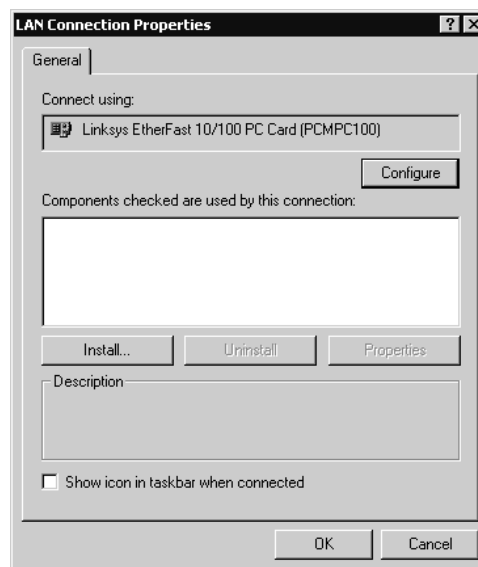 LAN Connection Properties
General
Connect using:
Linksys EtherFast 10/100 PC Card (PCMPC100)
Configure
Components checked are used by this connection:
Install... Uninstall Properties
Description
Show icon in taskbar when connected
OK Cancel